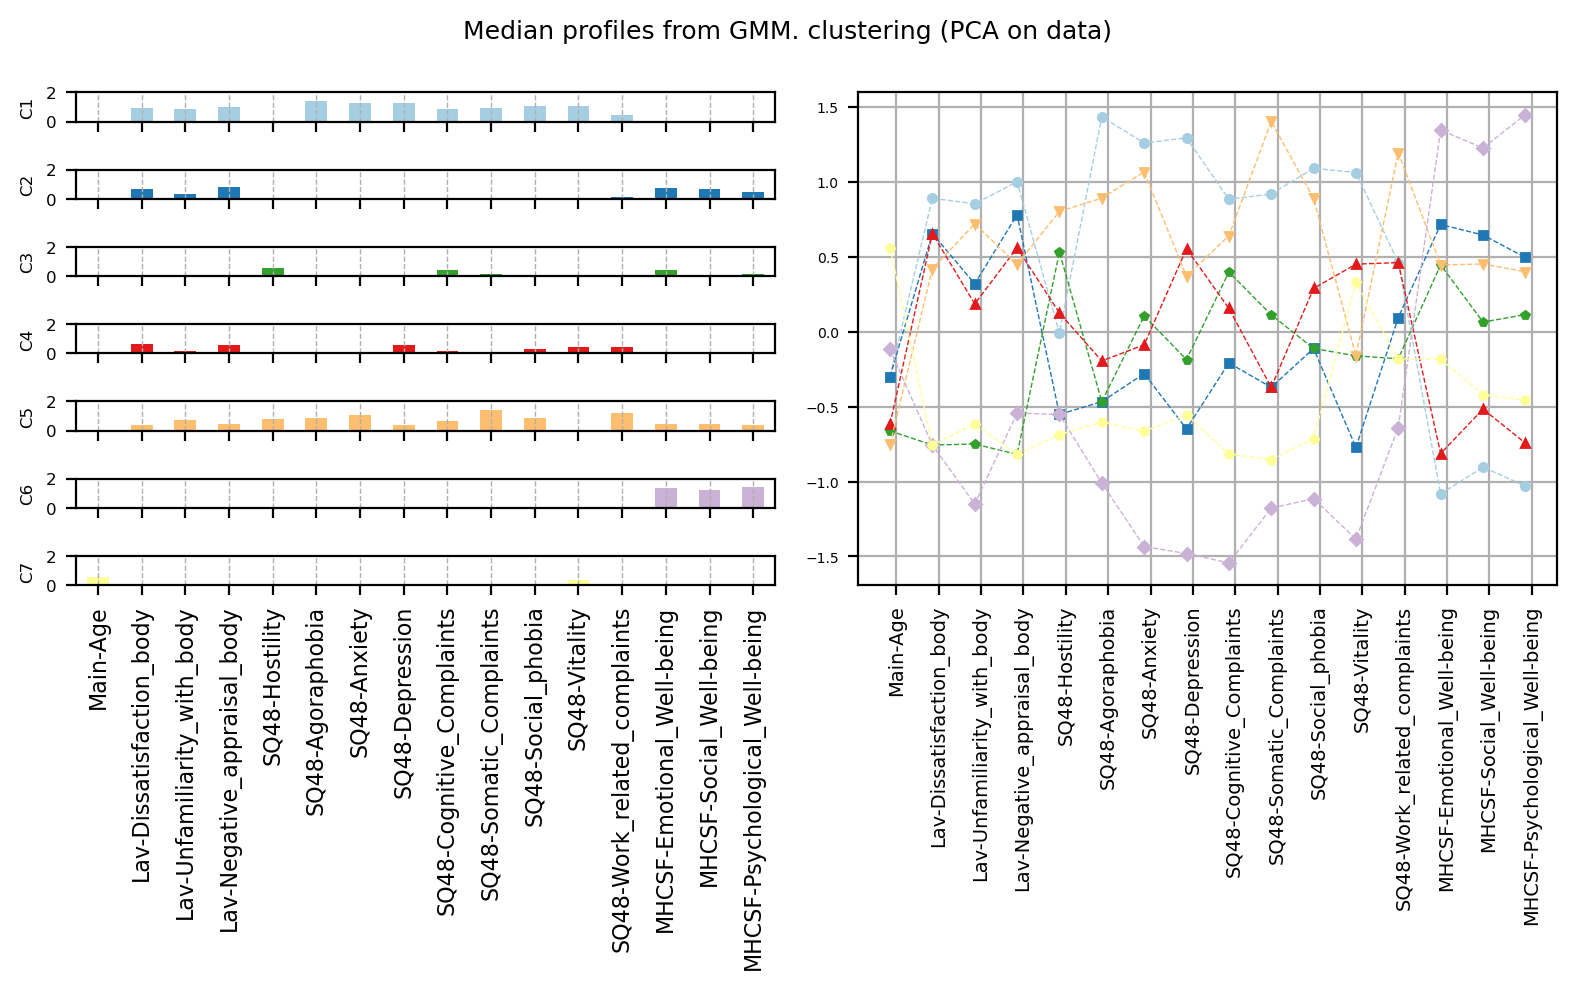 Median profiles from GMM. clustering (PCA on data)
C1
2
0
C2
2
0
C3
2
0
C4
2
0
C5
2
0
C6
2
0
C7
2
0
Main-Age
Lav-Dissatisfaction_body
Lav-Unfamiliarity_with_body
Lav-Negative_appraisal_body
SQ48-Hostility
SQ48-Agoraphobia
SQ48-Anxiety
SQ48-Depression
SQ48-Cognitive_Complaints
SQ48-Somatic_Complaints
SQ48-Social_phobia
SQ48-Vitality
SQ48-Work_related_complaints
MHCSF-Emotional_Well-being
MHCSF-Social_Well-being
MHCSF-Psychological_Well-being
1.5
1.0
0.5
0.0
−0.5
−1.0
−1.5
Main-Age
Lav-Dissatisfaction_body
Lav-Unfamiliarity_with_body
Lav-Negative_appraisal_body
SQ48-Hostility
SQ48-Agoraphobia
SQ48-Anxiety
SQ48-Depression
SQ48-Cognitive_Complaints
SQ48-Somatic_Complaints
SQ48-Social_phobia
SQ48-Vitality
SQ48-Work_related_complaints
MHCSF-Emotional_Well-being
MHCSF-Social_Well-being
MHCSF-Psychological_Well-being